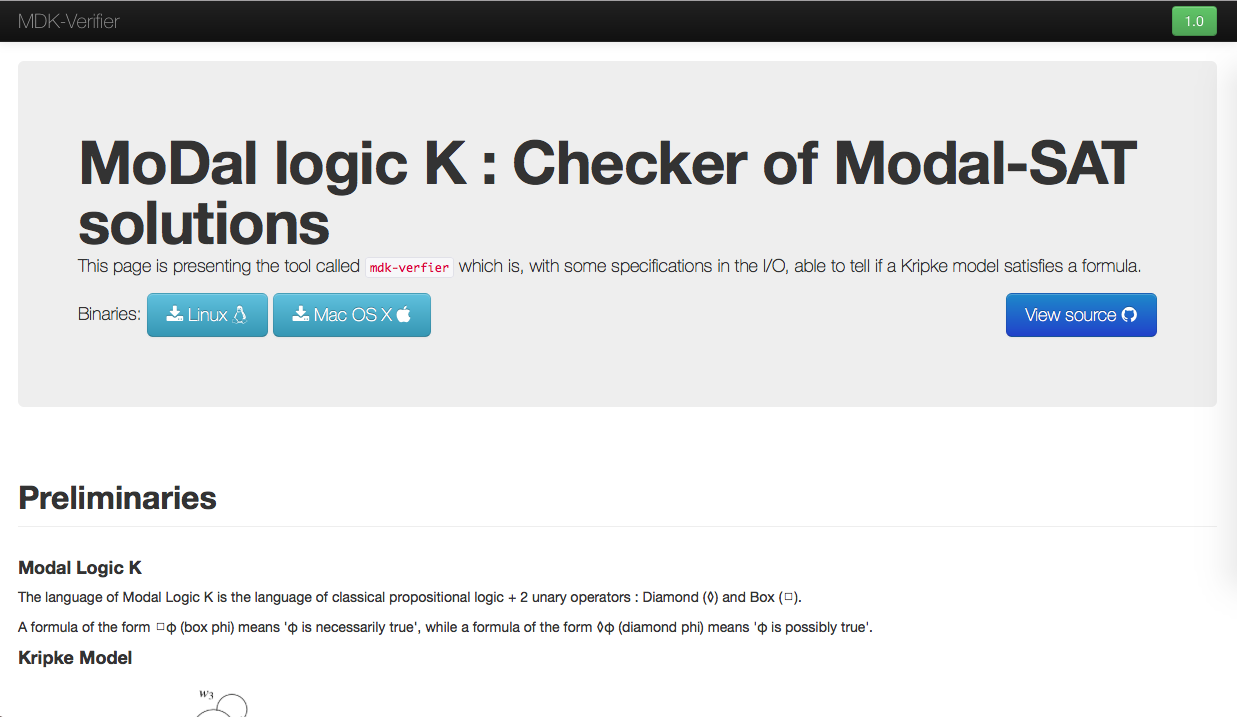 MDK-Verifier
1.0
MoDal logic K : Checker of Modal-SAT
solutions
This page is presenting the tool called mdk-verfier which is, with some specifications in the I/O, able to tell if a Kripke model satisfies a formula.
Binaries: Linux Mac OS X View source
Preliminaries
Modal Logic K
The language of Modal Logic K is the language of classical propositional logic + 2 unary operators : Diamond (◊) and Box (□).
A formula of the form □φ (box phi) means 'φ is necessarily true', while a formula of the form ◊φ (diamond phi) means 'φ is possibly true'.
Kripke Model
w3